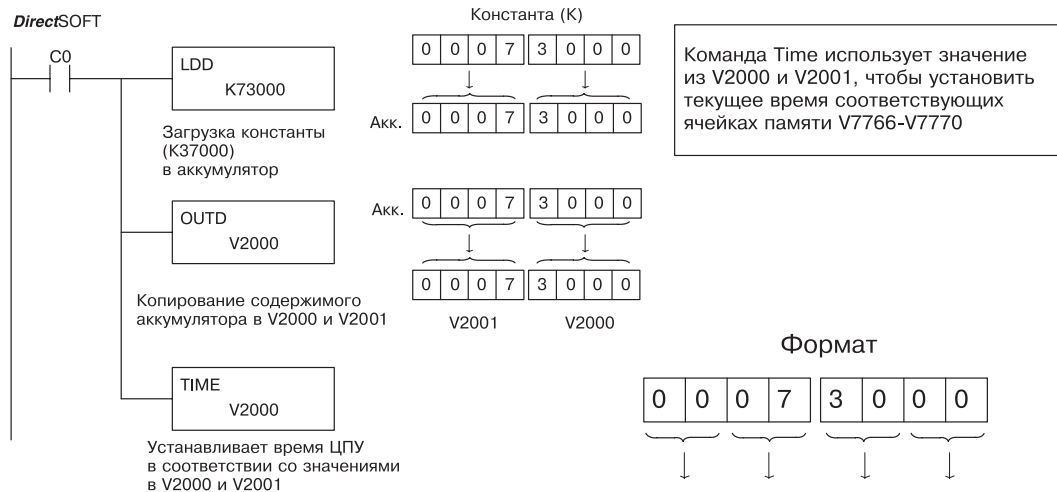 DirectSOFT
C0
LDD
K73000
Загрузка константы
(K37000)
в аккумулятор
OUTD
V2000
Копирование содержимого
аккумулятора в V2000 и V2001
TIME
V2000
Устанавливает время ЦПУ
в соответствии со значениями
в V2000 и V2001
Константа (K)
0 0 0 7 3 0 0 0
Акк. 0 0 0 7 3 0 0 0
Акк. 0 0 0 7 3 0 0 0
0 0 0 7 3 0 0 0
V2001 V2000
Команда Time использует значение
из V2000 и V2001, чтобы установить
текущее время соответствующих
ячейках памяти V7766-V7770
Формат
0 0 0 7 3 0 0 0